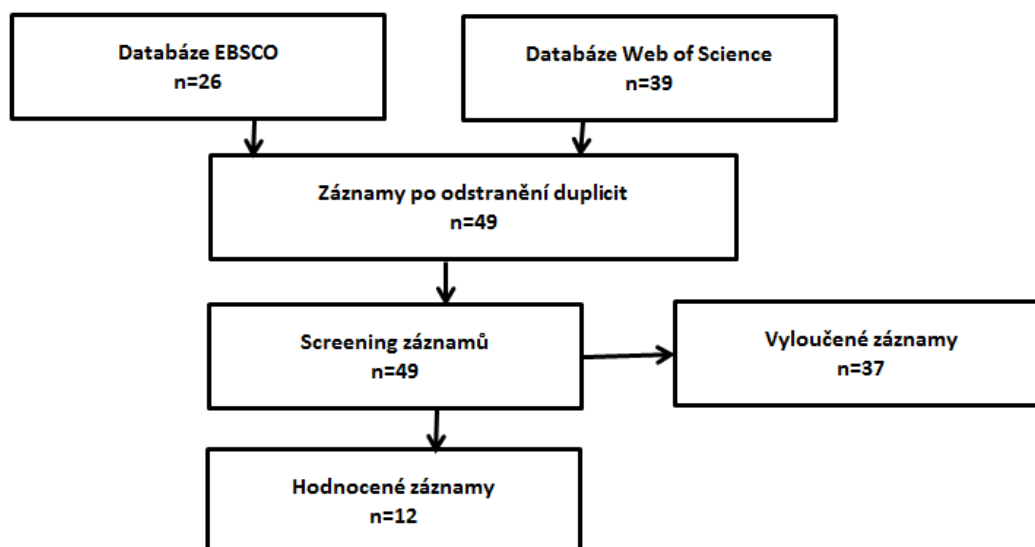 Databáze EBSCO
n=26
Databáze Web of Science
n=39
Záznamy po odstranění duplicit
n=49
Screening záznamů
n=49
Vyloučené záznamy
n=37
Hodnocené záznamy
n=12